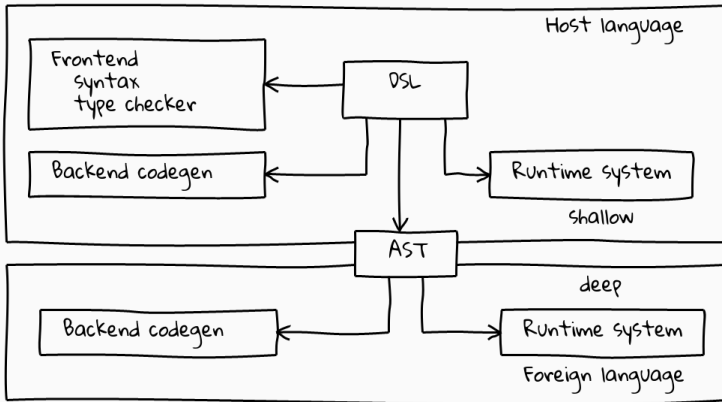 Host language
Frontend
syntax
type checker
DSL
Backend codegen
Runtime system
shallow
AST
deep
Backend codegen
Runtime system
Foreign language